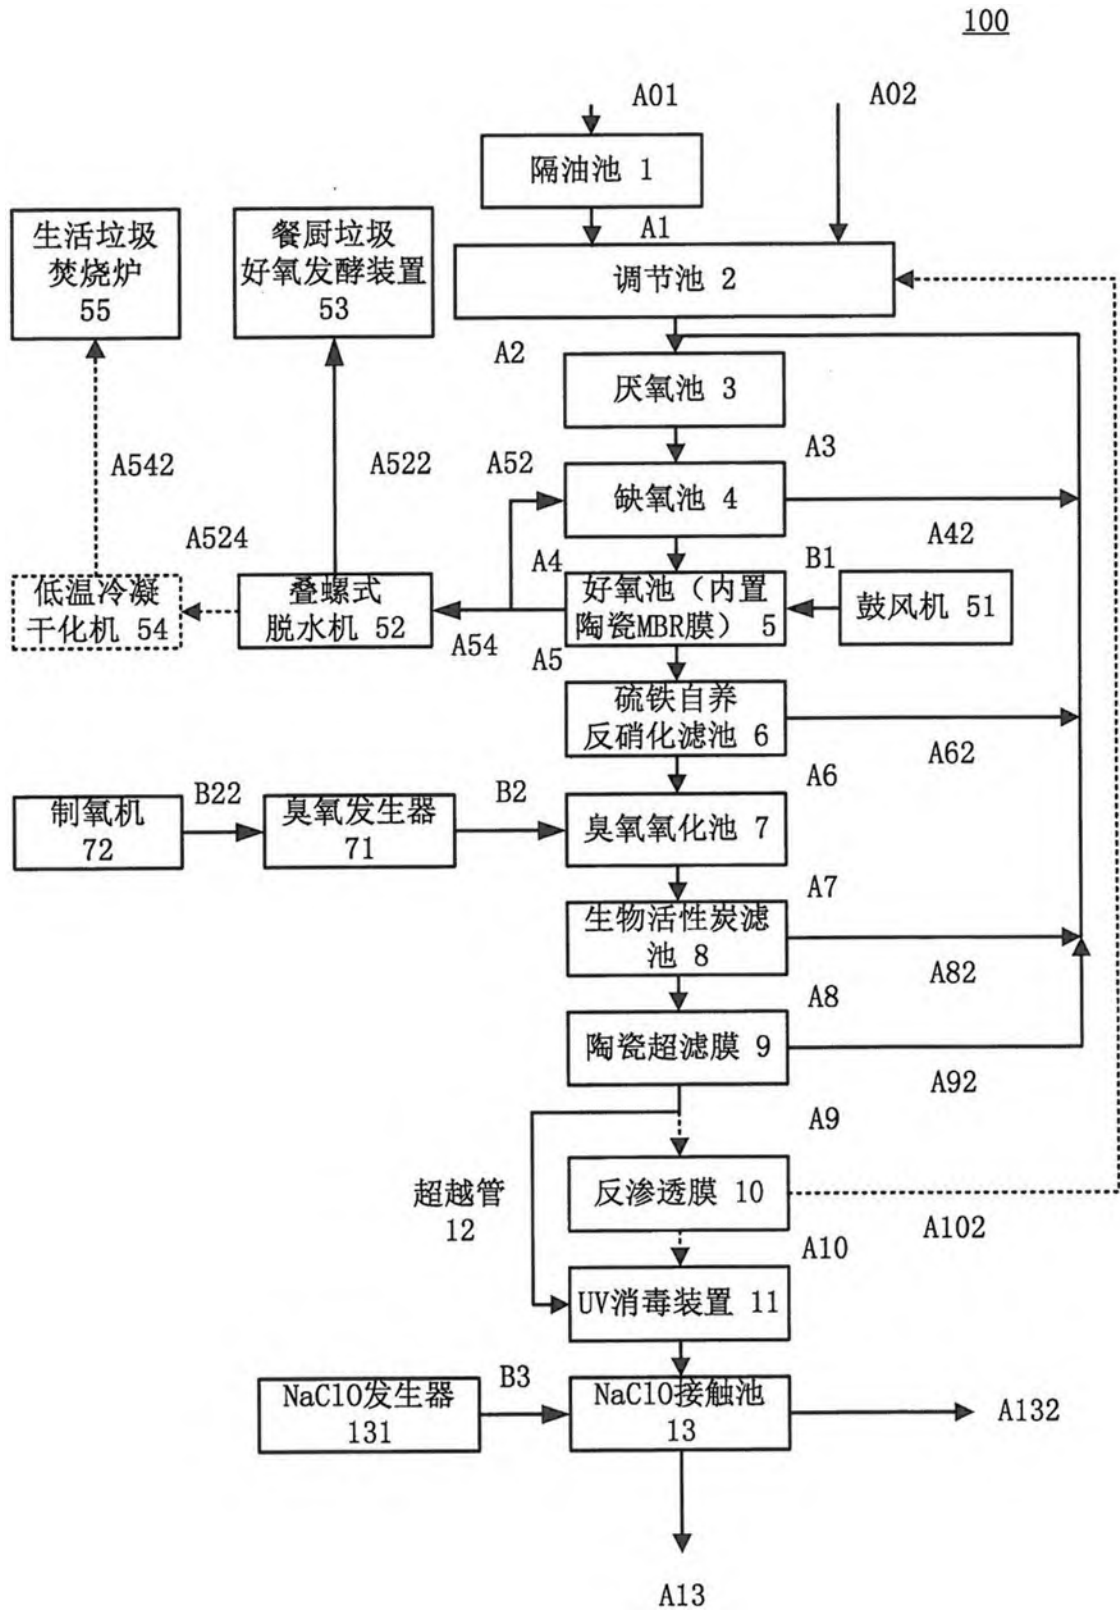 100
A01
A02
隔油池 1
A1
生活垃圾
焚烧炉
55
餐厨垃圾
好氧发酵装置
53
调节池 2
A2
厌氧池 3
A3
A542
A522
A52
缺氧池 4
A42
A524
A4
B1
低温冷凝
干化机 54
叠螺式
脱水机 52
A54
好氧池（内置
陶瓷MBR膜） 5
鼓风机 51
A5
硫铁自养
反硝化滤池 6
A62
A6
B22
B2
制氧机
72
臭氧发生器
71
臭氧氧化池 7
A7
生物活性炭滤
池 8
A82
A8
陶瓷超滤膜 9
A92
A9
超越管
12
反渗透膜 10
A102
A10
UV消毒装置 11
B3
NaClO发生器
131
NaClO接触池
13
A132
A13